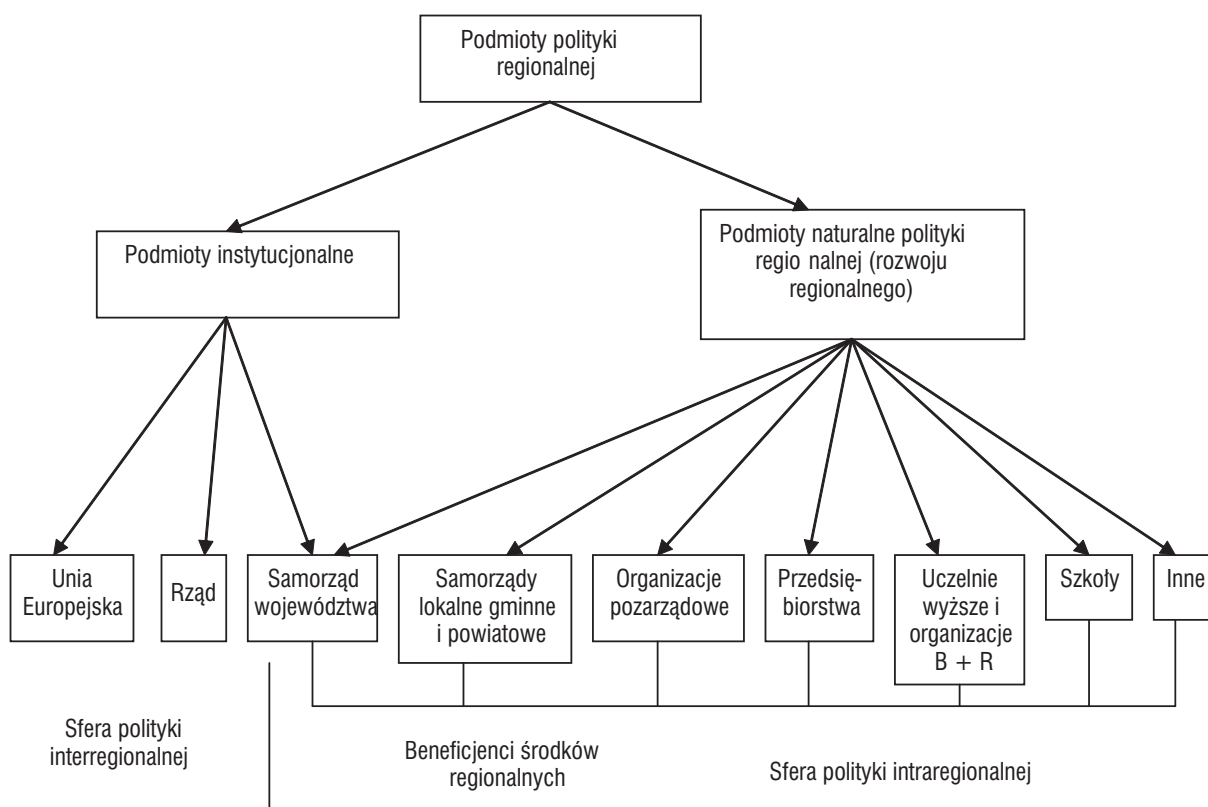 Podmioty polityki
regionalnej
Podmioty instytucjonalne
Podmioty naturalne polityki
regio nalnej (rozwoju
regionalnego)
Unia
Europejska
Rząd
Samorząd
województwa
Samorządy
lokalne gminne
i powiatowe
Organizacje
pozarządowe
Przedsię-
biorstwa
Uczelnie
wyższe i
organizacje
B + R
Szkoły
Inne
Sfera polityki
interregionalnej
Beneficjenci środków
regionalnych
Sfera polityki intraregionalnej